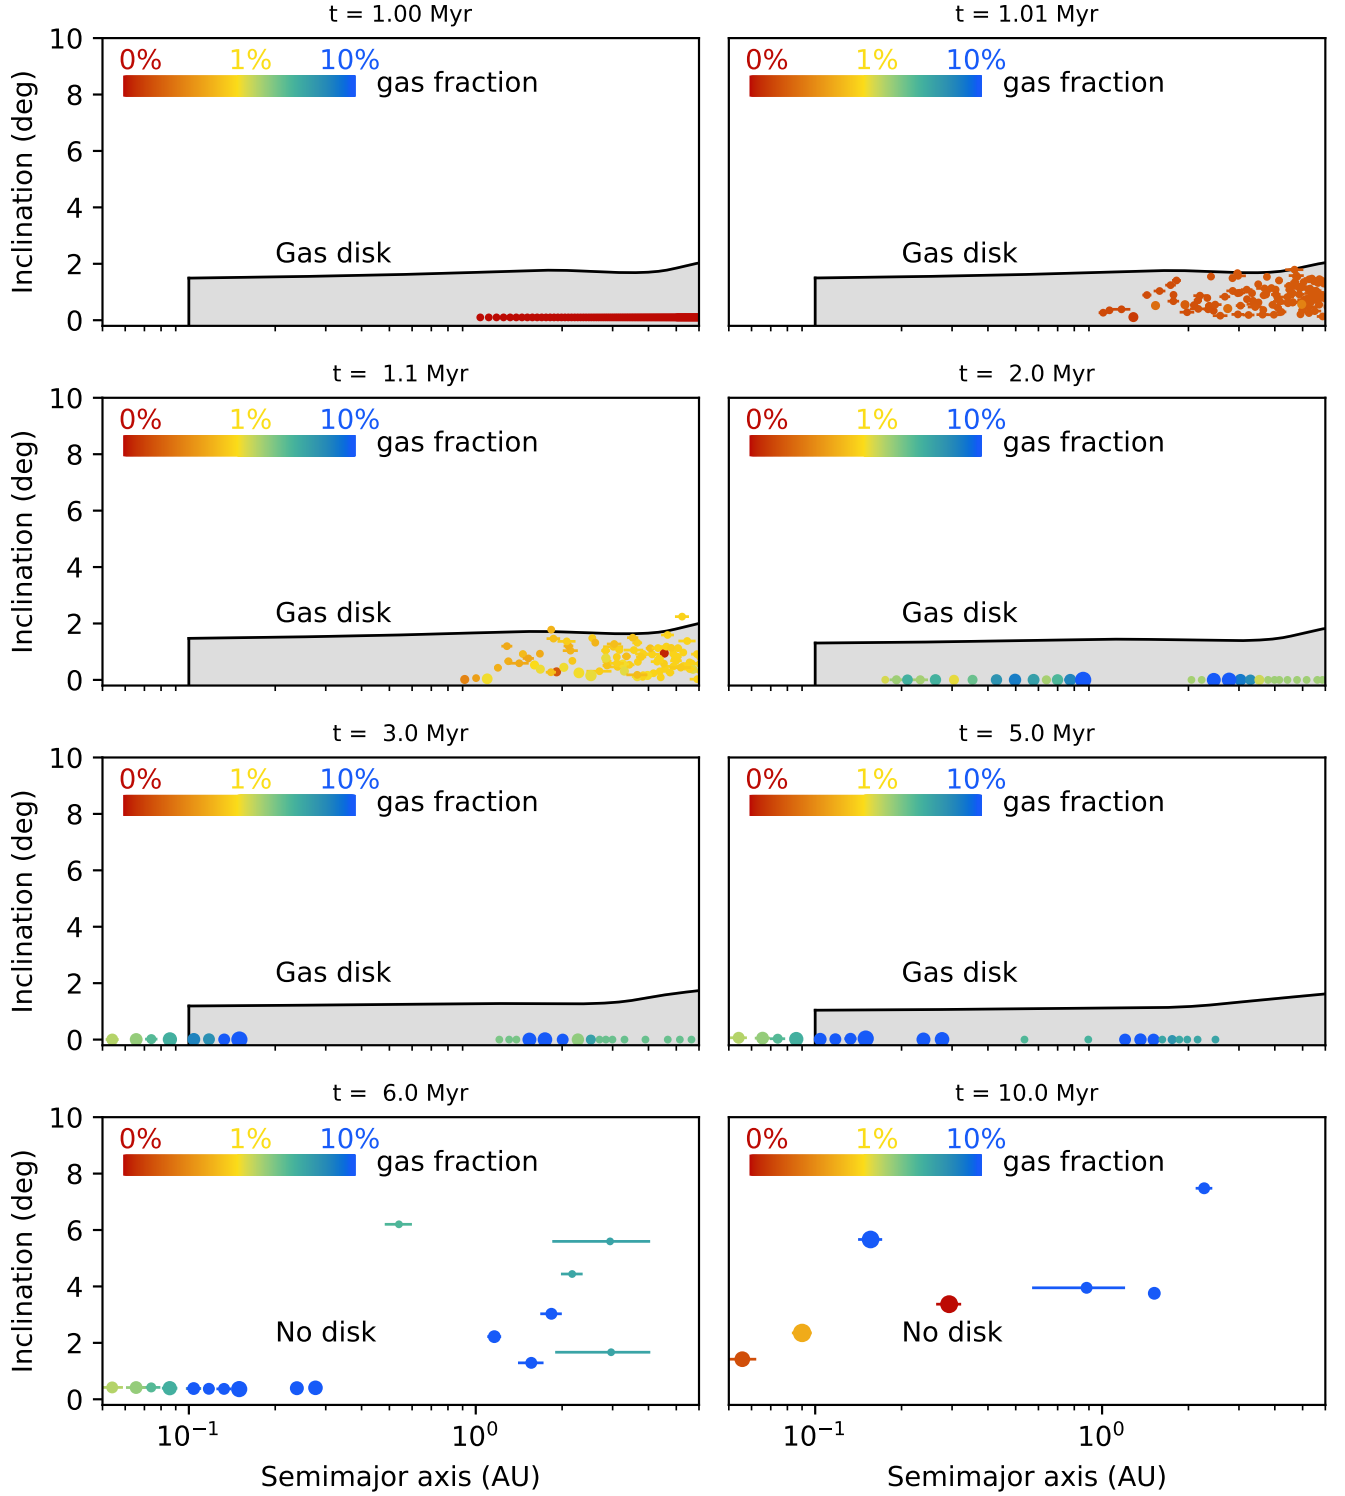 t = 1.00 Myr
t = 1.01 Myr
10
8
6
4
2
0
Inclination (deg)
0% 1% 10%
gas fraction
Gas disk
0% 1% 10%
gas fraction
Gas disk
t = 1.1 Myr
t = 2.0 Myr
10
8
6
4
2
0
Inclination (deg)
0% 1% 10%
gas fraction
Gas disk
0% 1% 10%
gas fraction
Gas disk
t = 3.0 Myr
t = 5.0 Myr
10
8
6
4
2
0
Inclination (deg)
0% 1% 10%
gas fraction
Gas disk
0% 1% 10%
gas fraction
Gas disk
t = 6.0 Myr
t = 10.0 Myr
10
8
6
4
2
0
Inclination (deg)
0% 1% 10%
gas fraction
No disk
0% 1% 10%
gas fraction
No disk
10⁻¹ 10⁰
10⁻¹ 10⁰
Semimajor axis (AU)
Semimajor axis (AU)